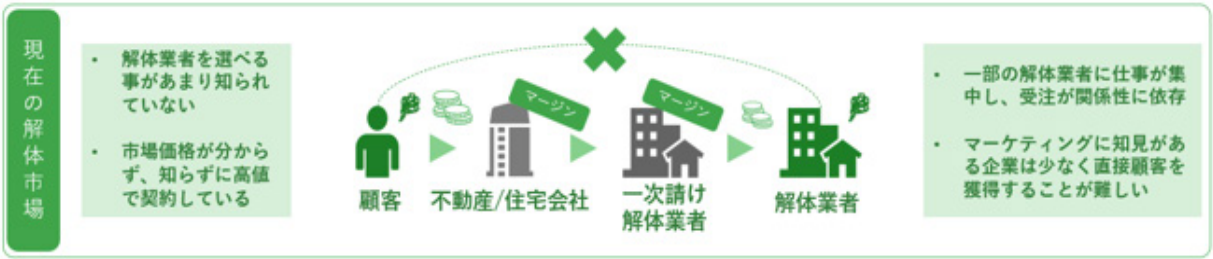 現在の解体市場
• 解体業者を選べる
事があまり知られ
ていない
• 市場価格が分から
ず、知らずに高値
で契約している
マージン
マージン
顧客
不動産/住宅会社
一次請け
解体業者
解体業者
• 一部の解体業者に仕事が集
中し、受注が関係性に依存
• マーケティングに知見があ
る企業は少なく直接顧客を
獲得することが難しい